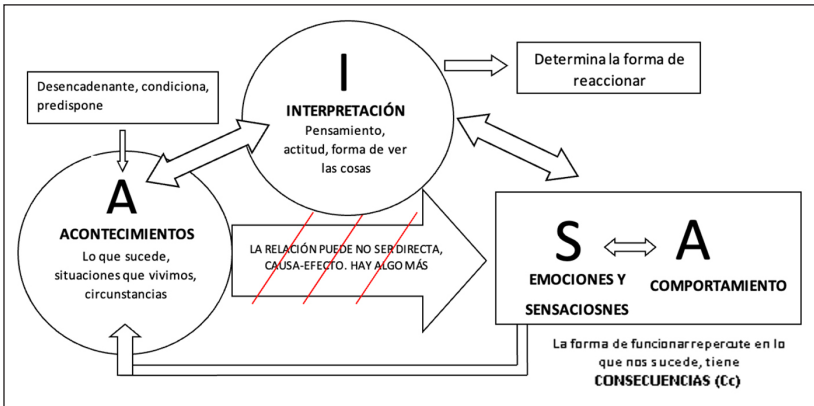 Desencadenante, condiciona,
predispone
I
INTERPRETACIÓN
Pensamiento,
actitud, forma de ver
las cosas
Determina la forma de
reaccionar
A
ACONTECIMIENTOS
Lo que sucede,
situaciones que vivimos,
circunstancias
LA RELACIÓN PUEDE NO SER DIRECTA,
CAUSA-EFECTO. HAY ALGO MÁS
S
EMOCIONES Y
SENSACIOSNES
A
COMPORTAMIENTO
La forma de funcionar repercute en lo
que nos sucede, tiene
CONSECUENCIAS (Cc)